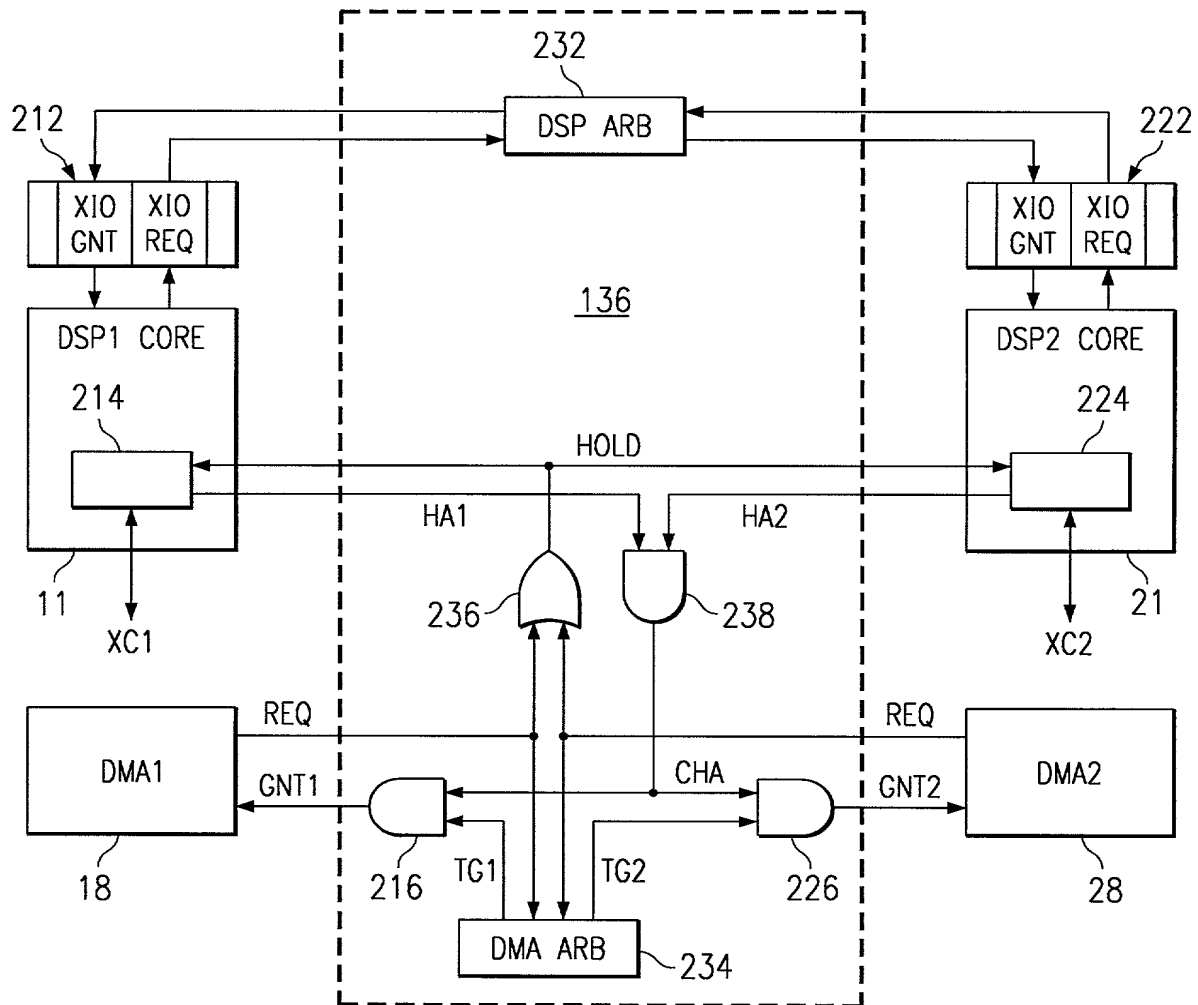 232
212
DSP ARB
222
XIO GNT
XIO REQ
XIO GNT
XIO REQ
136
DSP1 CORE
DSP2 CORE
214
224
HOLD
HA1
HA2
11
236
238
21
XC1
XC2
REQ
REQ
DMA1
GNT1
CHA
GNT2
DMA2
18
216
TG1
TG2
226
28
DMA ARB
234